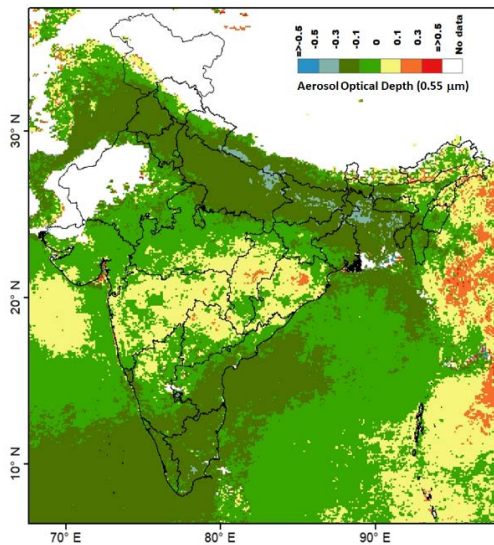 =>-0.5
-0.5
-0.3
-0.1
0
0.1
0.3
=>0.5
No data
Aerosol Optical Depth (0.55 μm)
30° N
20° N
10° N
70° E
80° E
90° E